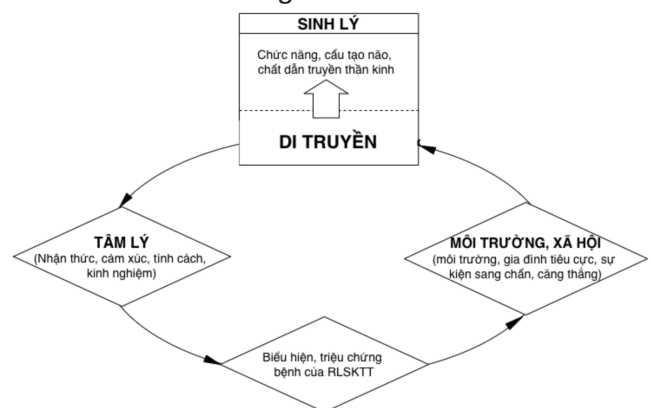 SINH LÝ
Chức năng, cấu tạo não,
chất dẫn truyền thần kinh
DI TRUYỀN
TÂM LÝ
(Nhận thức, cảm xúc, tính cách,
kinh nghiệm)
MÔI TRƯỜNG, XÃ HỘI
(môi trường, gia đình tiêu cực, sự
kiện sang chấn, căng thẳng)
Biểu hiện, triệu chứng
bệnh của RLSKTT